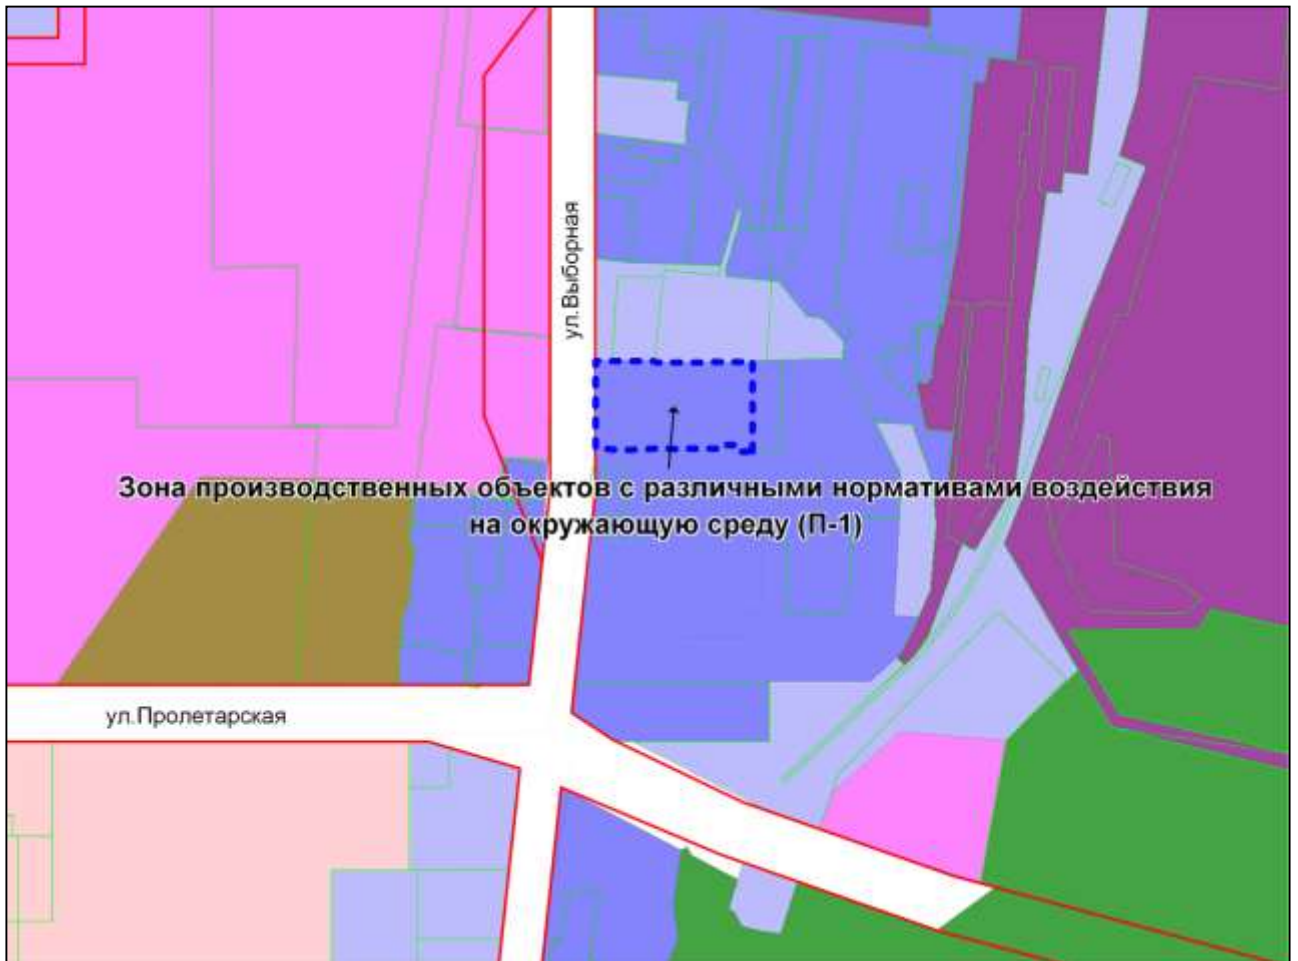 ул.Выборная
Зона производственных объектов с различными нормативами воздействия
на окружающую среду (П-1)
ул.Пролетарская